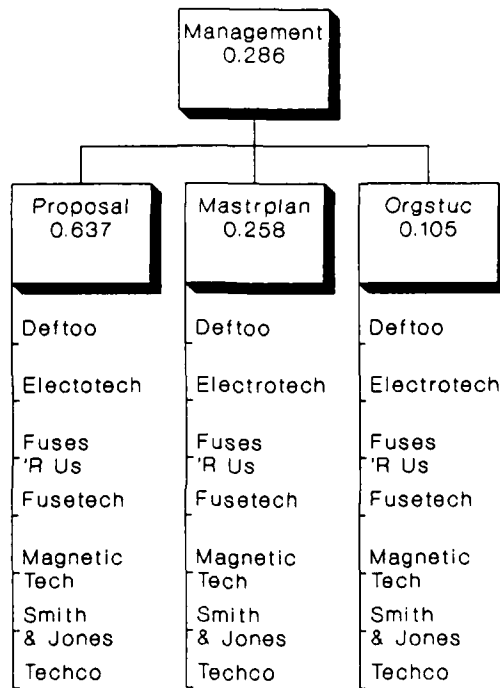 Management
0.286
Proposal
0.637
Deftoo
Electotech
Fuses
'R Us
Fusetech
Magnetic
Tech
Smith
& Jones
Techco
Mastrplan
0.258
Deftoo
Electrotech
Fuses
'R Us
Fusetech
Magnetic
Tech
Smith
& Jones
Techco
Orgstuc
0.105
Deftoo
Electrotech
Fuses
'R Us
Fusetech
Magnetic
Tech
Smith
& Jones
Techco